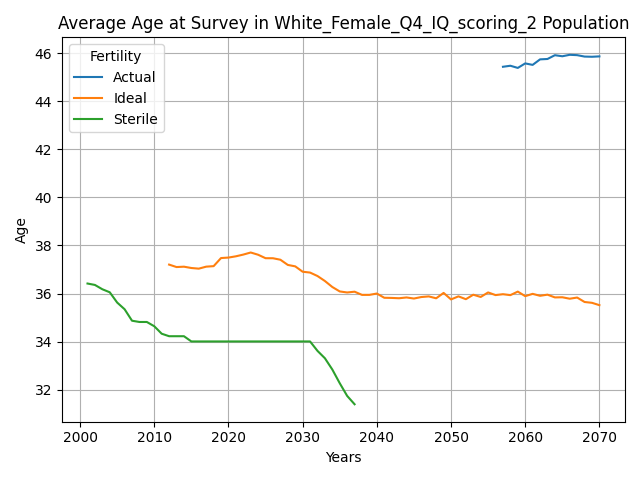 Average Age at Survey in White_Female_Q4_IQ_scoring_2 Population
Fertility
Actual
Ideal
Sterile
Age
46
44
42
40
38
36
34
32
2000 2010 2020 2030 2040 2050 2060 2070
Years